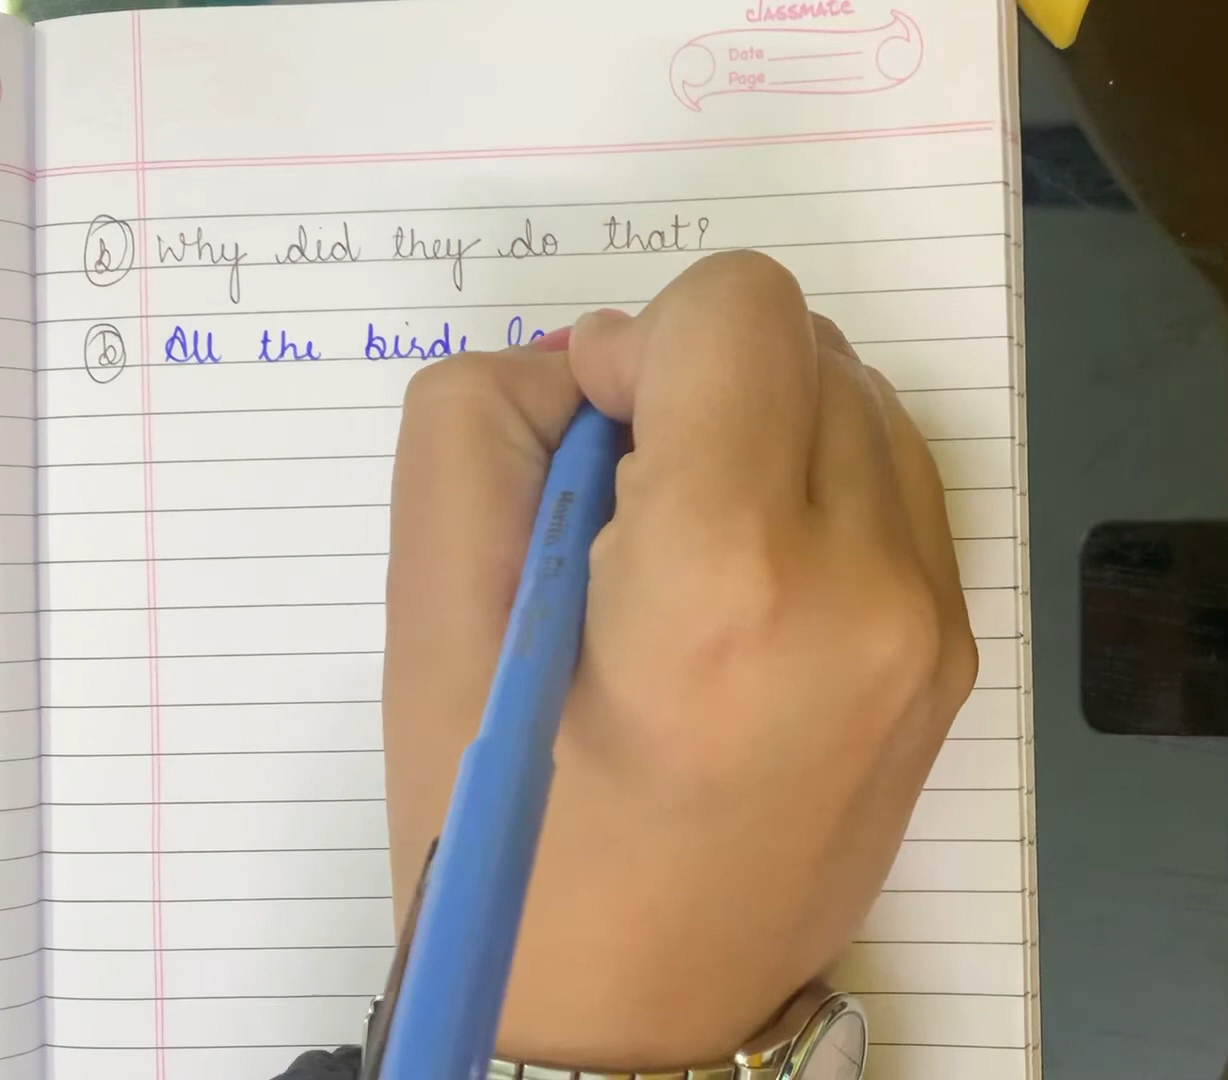 classmate
Date
Page
b Why did they do that?
b All the birds